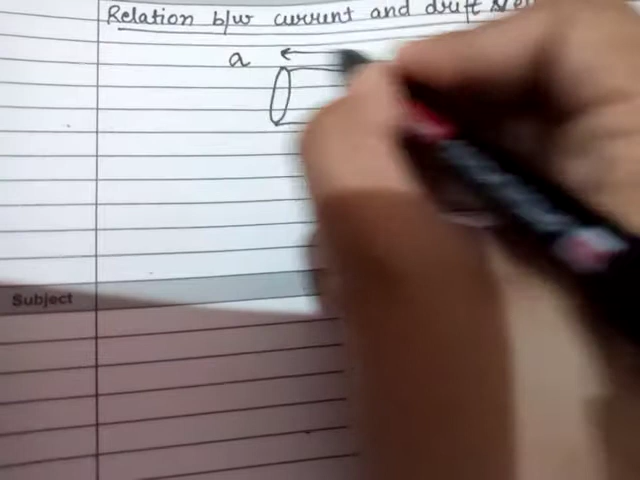 Relation b/w current and drift
a
Subject